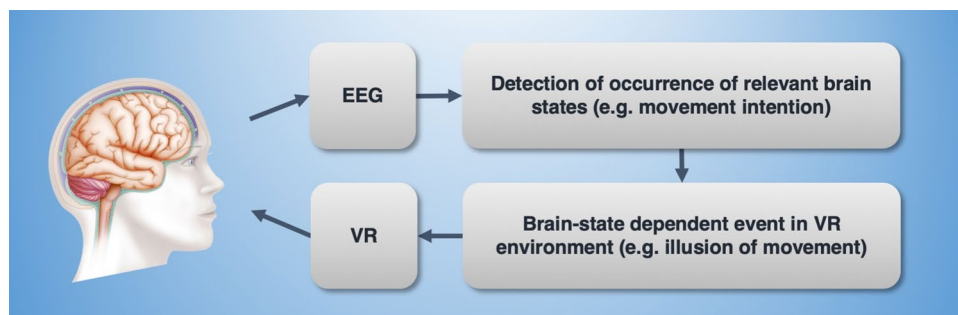 EEG
Detection of occurrence of relevant brain
states (e.g. movement intention)
VR
Brain-state dependent event in VR
environment (e.g. illusion of movement)